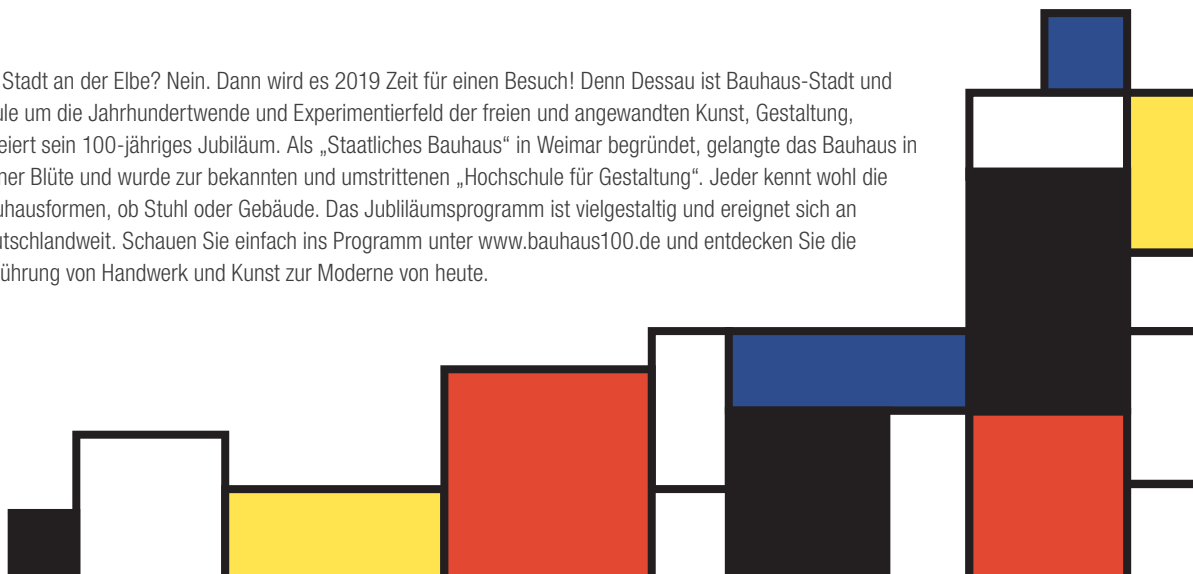 Stadt an der Elbe? Nein. Dann wird es 2019 Zeit für einen Besuch! Denn Dessau ist Bauhaus-Stadt und
ule um die Jahrhundertwende und Experimentierfeld der freien und angewandten Kunst, Gestaltung,
eiert sein 100-jähriges Jubiläum. Als „Staatliches Bauhaus“ in Weimar begründet, gelangte das Bauhaus in
ner Blüte und wurde zur bekannten und umstrittenen „Hochschule für Gestaltung“. Jeder kennt wohl die
uhausformen, ob Stuhl oder Gebäude. Das Jubliläumsprogramm ist vielgestaltig und ereignet sich an
utschlandweit. Schauen Sie einfach ins Programm unter www.bauhaus100.de und entdecken Sie die
führung von Handwerk und Kunst zur Moderne von heute.